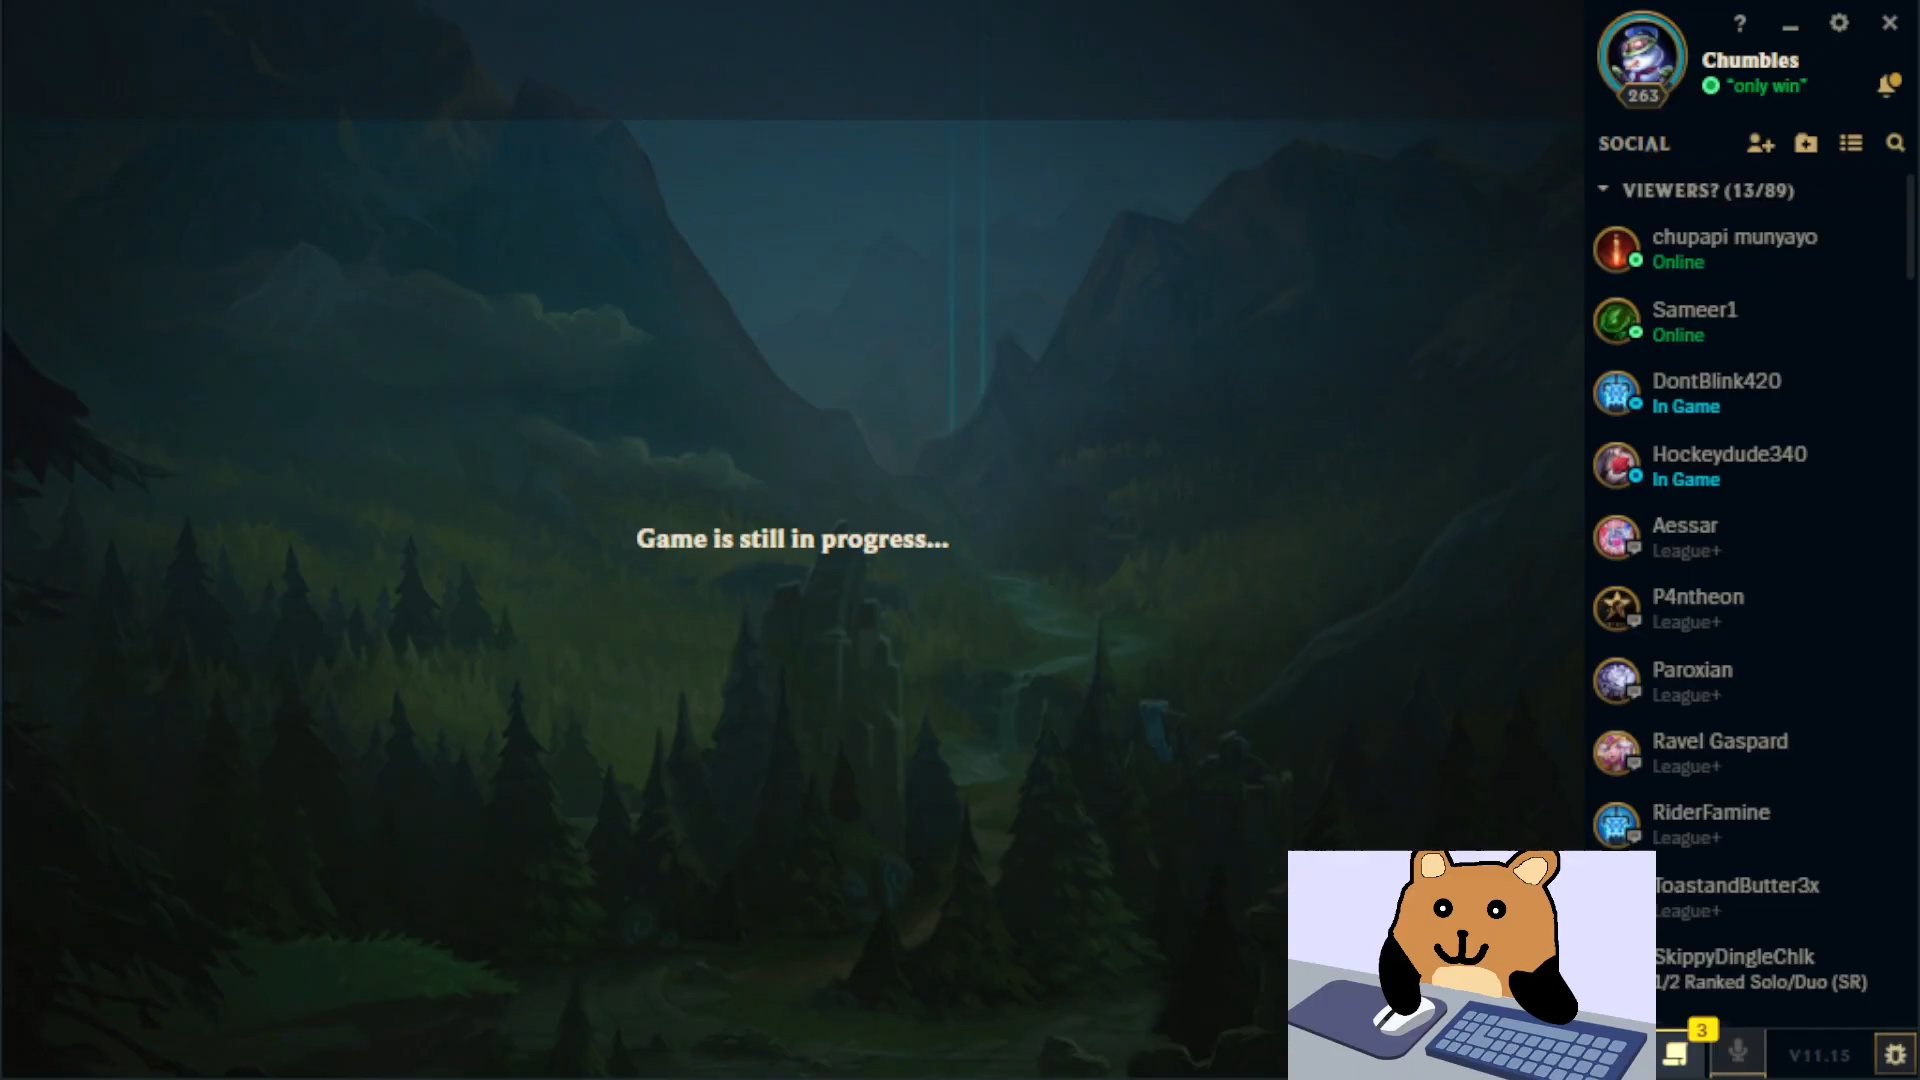 ?
Chumbles
"only win"
263
SOCIAL
VIEWERS? (13/89)
chupapi munyayo
Online
Sameer1
Online
DontBlink420
In Game
Hockeydude340
In Game
Game is still in progress...
Aessar
League+
P4ntheon
League+
Paroxian
League+
Ravel Gaspard
League+
RiderFamine
League+
ToastandButter3x
League+
SkippyDingleChlk
1/2 Ranked Solo/Duo (SR)
3
V11.15